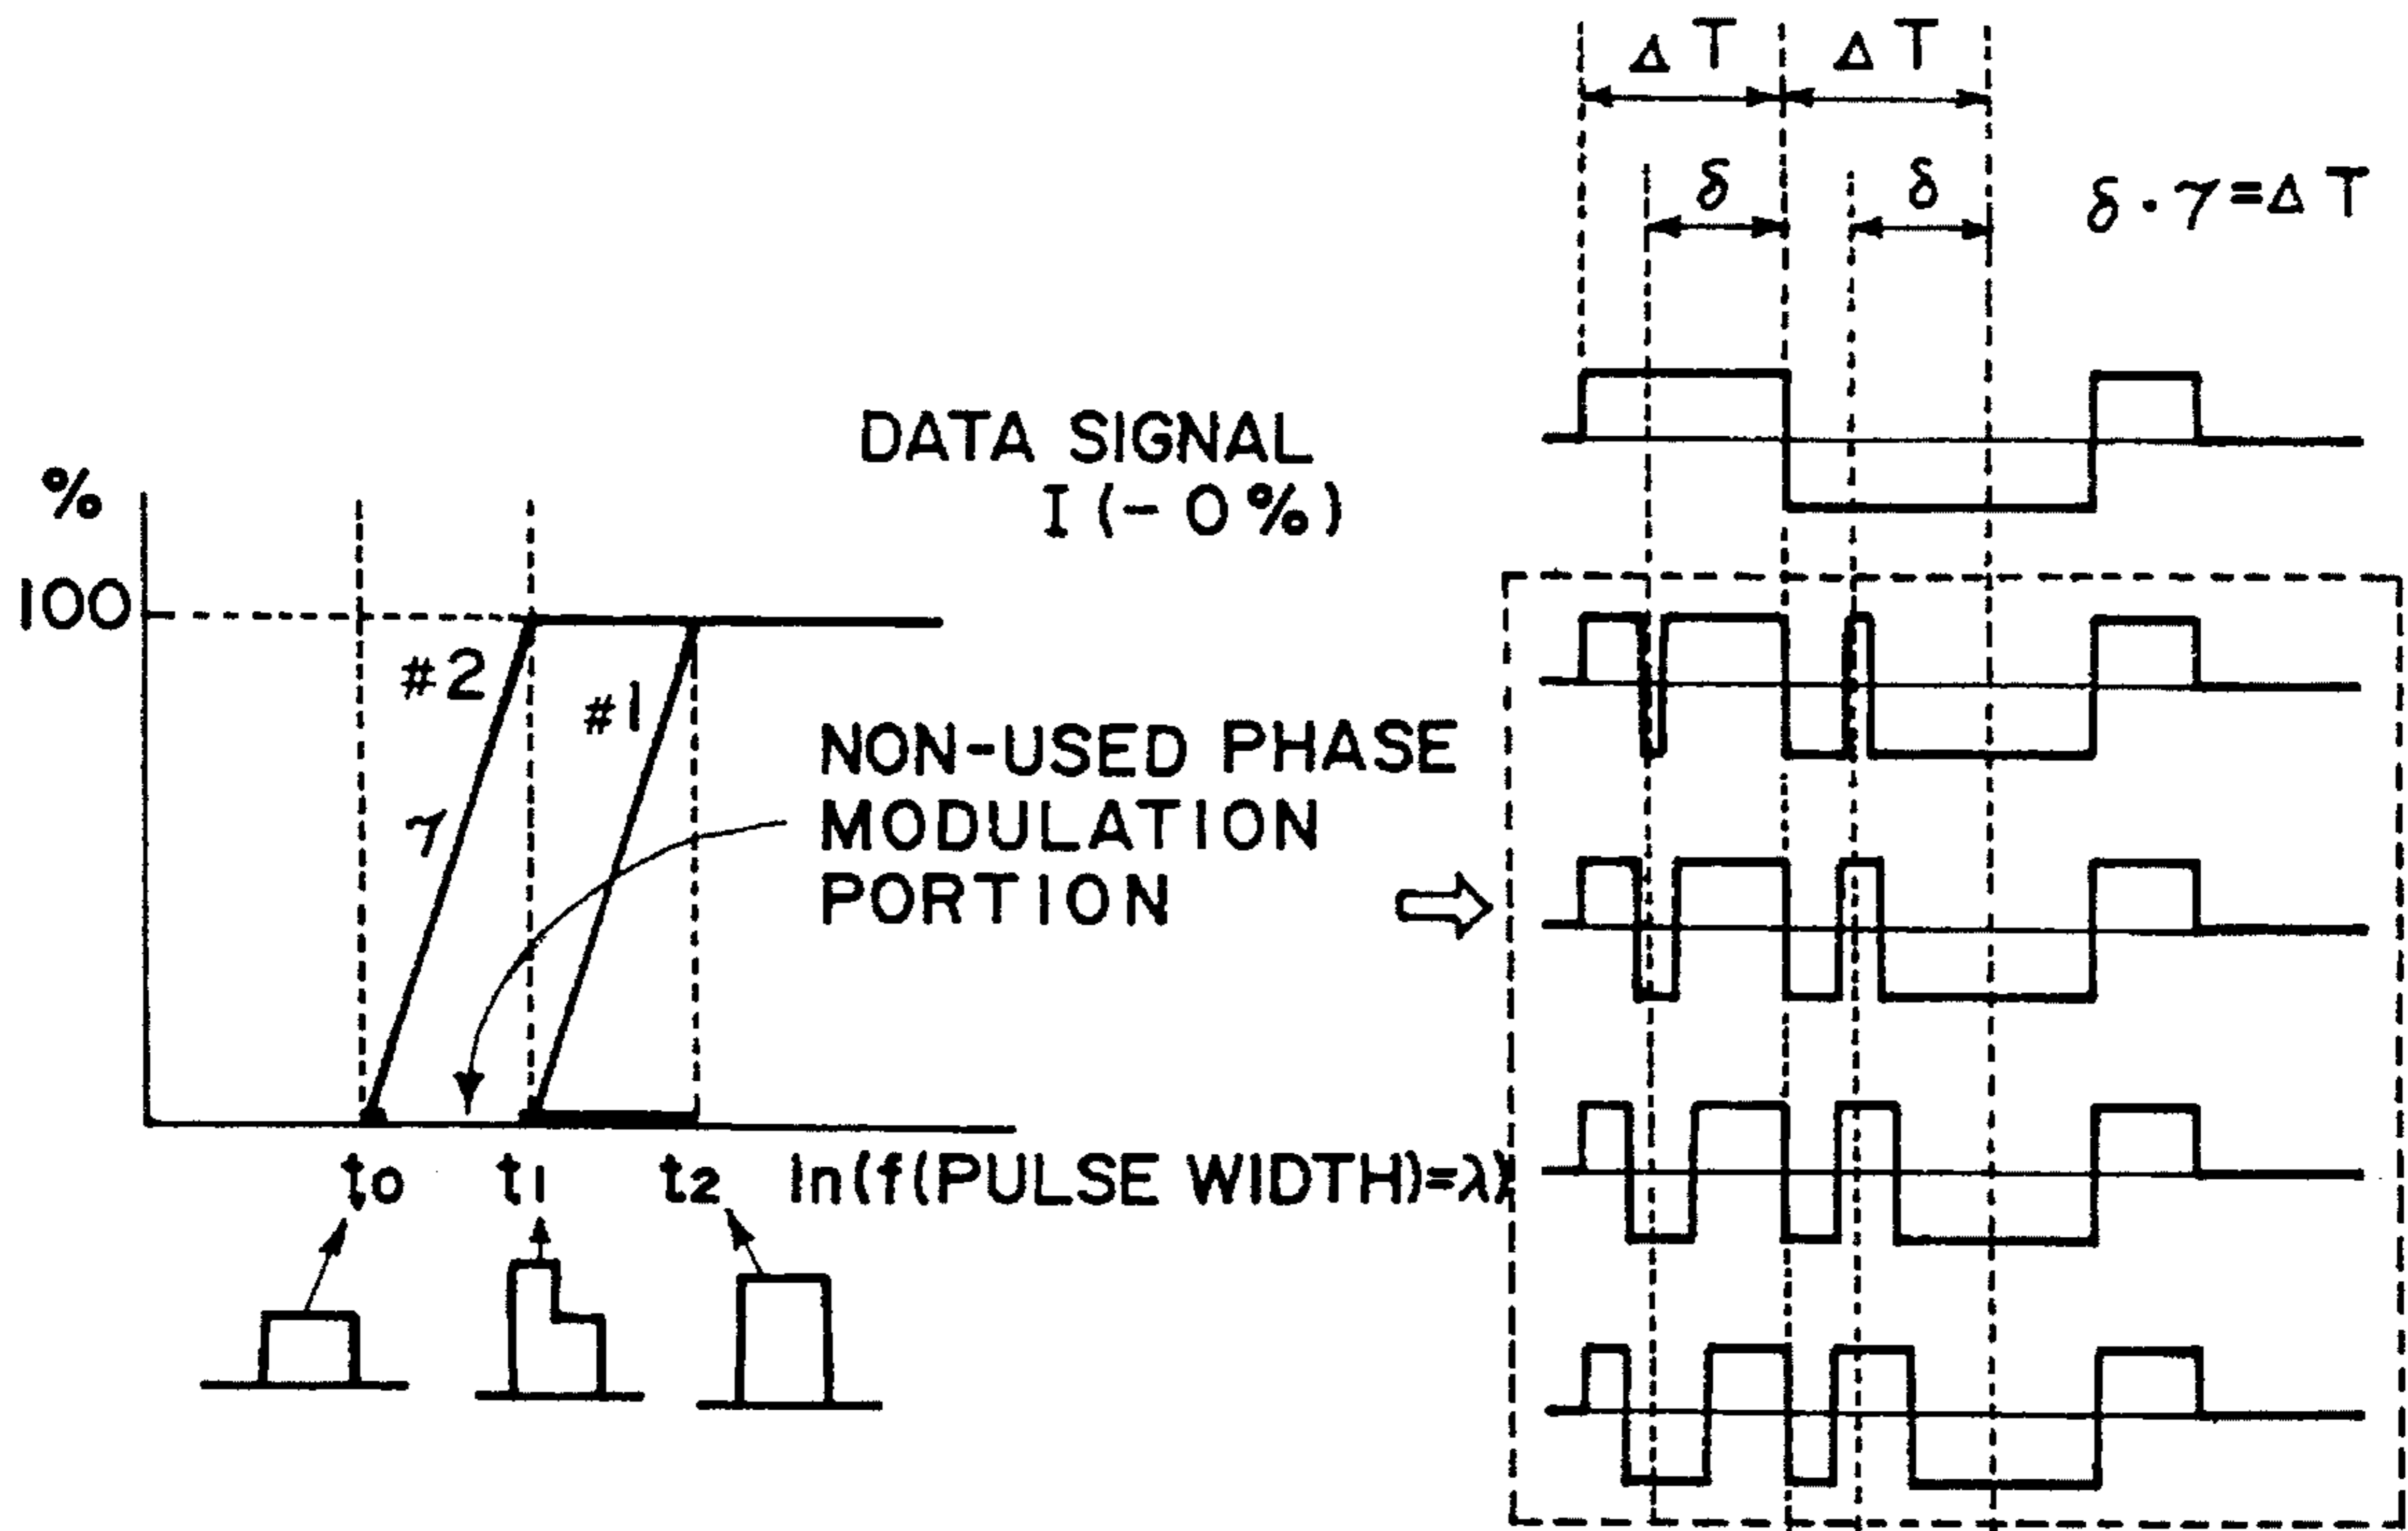 ΔT ΔT
δ δ δ·γ=ΔT
DATA SIGNAL
I (- 0 %)
%
100
#2
#1
γ
NON-USED PHASE
MODULATION
PORTION
t0 t1 t2 ln(f(PULSE WIDTH)=λ)